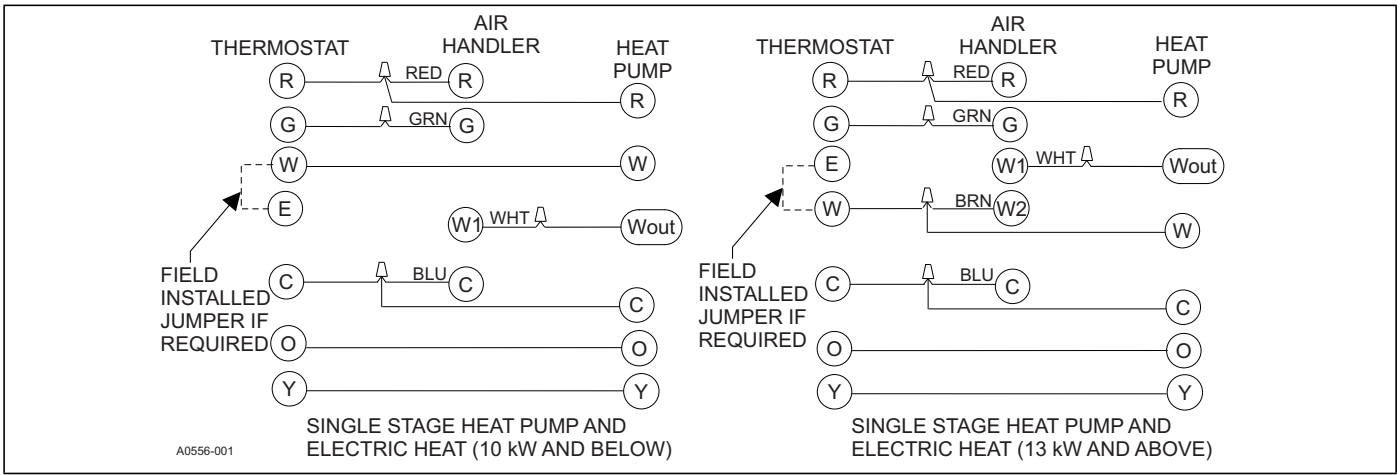 THERMOSTAT
AIR
HANDLER
HEAT
PUMP
R
RED
R
R
G
GRN
G
W
W
E
W1
WHT
Wout
FIELD
INSTALLED
JUMPER IF
REQUIRED
C
BLU
C
C
O
O
Y
Y
SINGLE STAGE HEAT PUMP AND
ELECTRIC HEAT (10 kW AND BELOW)
A0556-001
THERMOSTAT
AIR
HANDLER
HEAT
PUMP
R
RED
R
R
G
GRN
G
E
W1
WHT
Wout
W
BRN
W2
W
FIELD
INSTALLED
JUMPER IF
REQUIRED
C
BLU
C
C
O
O
Y
Y
SINGLE STAGE HEAT PUMP AND
ELECTRIC HEAT (13 kW AND ABOVE)